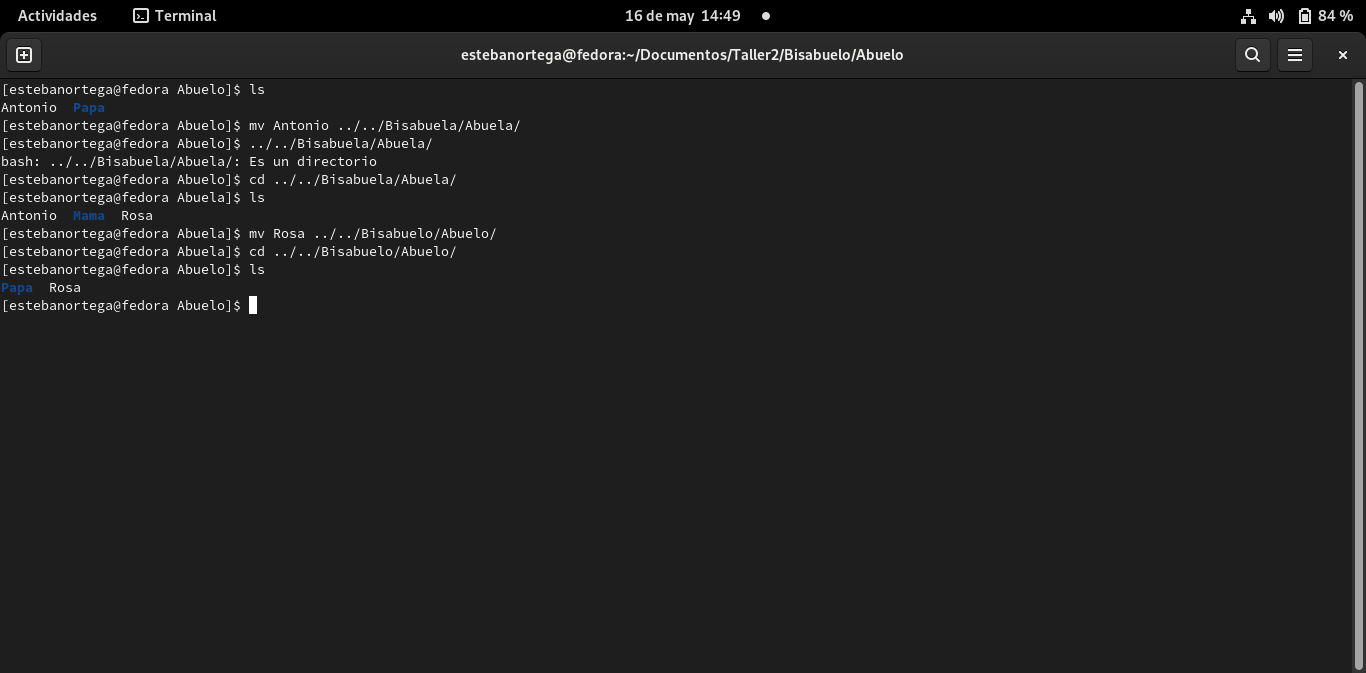 Actividades Terminal 16 de may 14:49 84 %
estebanortega@fedora:~/Documentos/Taller2/Bisabuelo/Abuelo
[estebanortega@fedora Abuelo]$ ls
Antonio  Papa
[estebanortega@fedora Abuelo]$ mv Antonio ../../Bisabuela/Abuela/
[estebanortega@fedora Abuelo]$ ../../Bisabuela/Abuela/
bash: ../../Bisabuela/Abuela/: Es un directorio
[estebanortega@fedora Abuelo]$ cd ../../Bisabuela/Abuela/
[estebanortega@fedora Abuela]$ ls
Antonio  Mama  Rosa
[estebanortega@fedora Abuela]$ mv Rosa ../../Bisabuelo/Abuelo/
[estebanortega@fedora Abuela]$ cd ../../Bisabuelo/Abuelo/
[estebanortega@fedora Abuelo]$ ls
Papa  Rosa
[estebanortega@fedora Abuelo]$